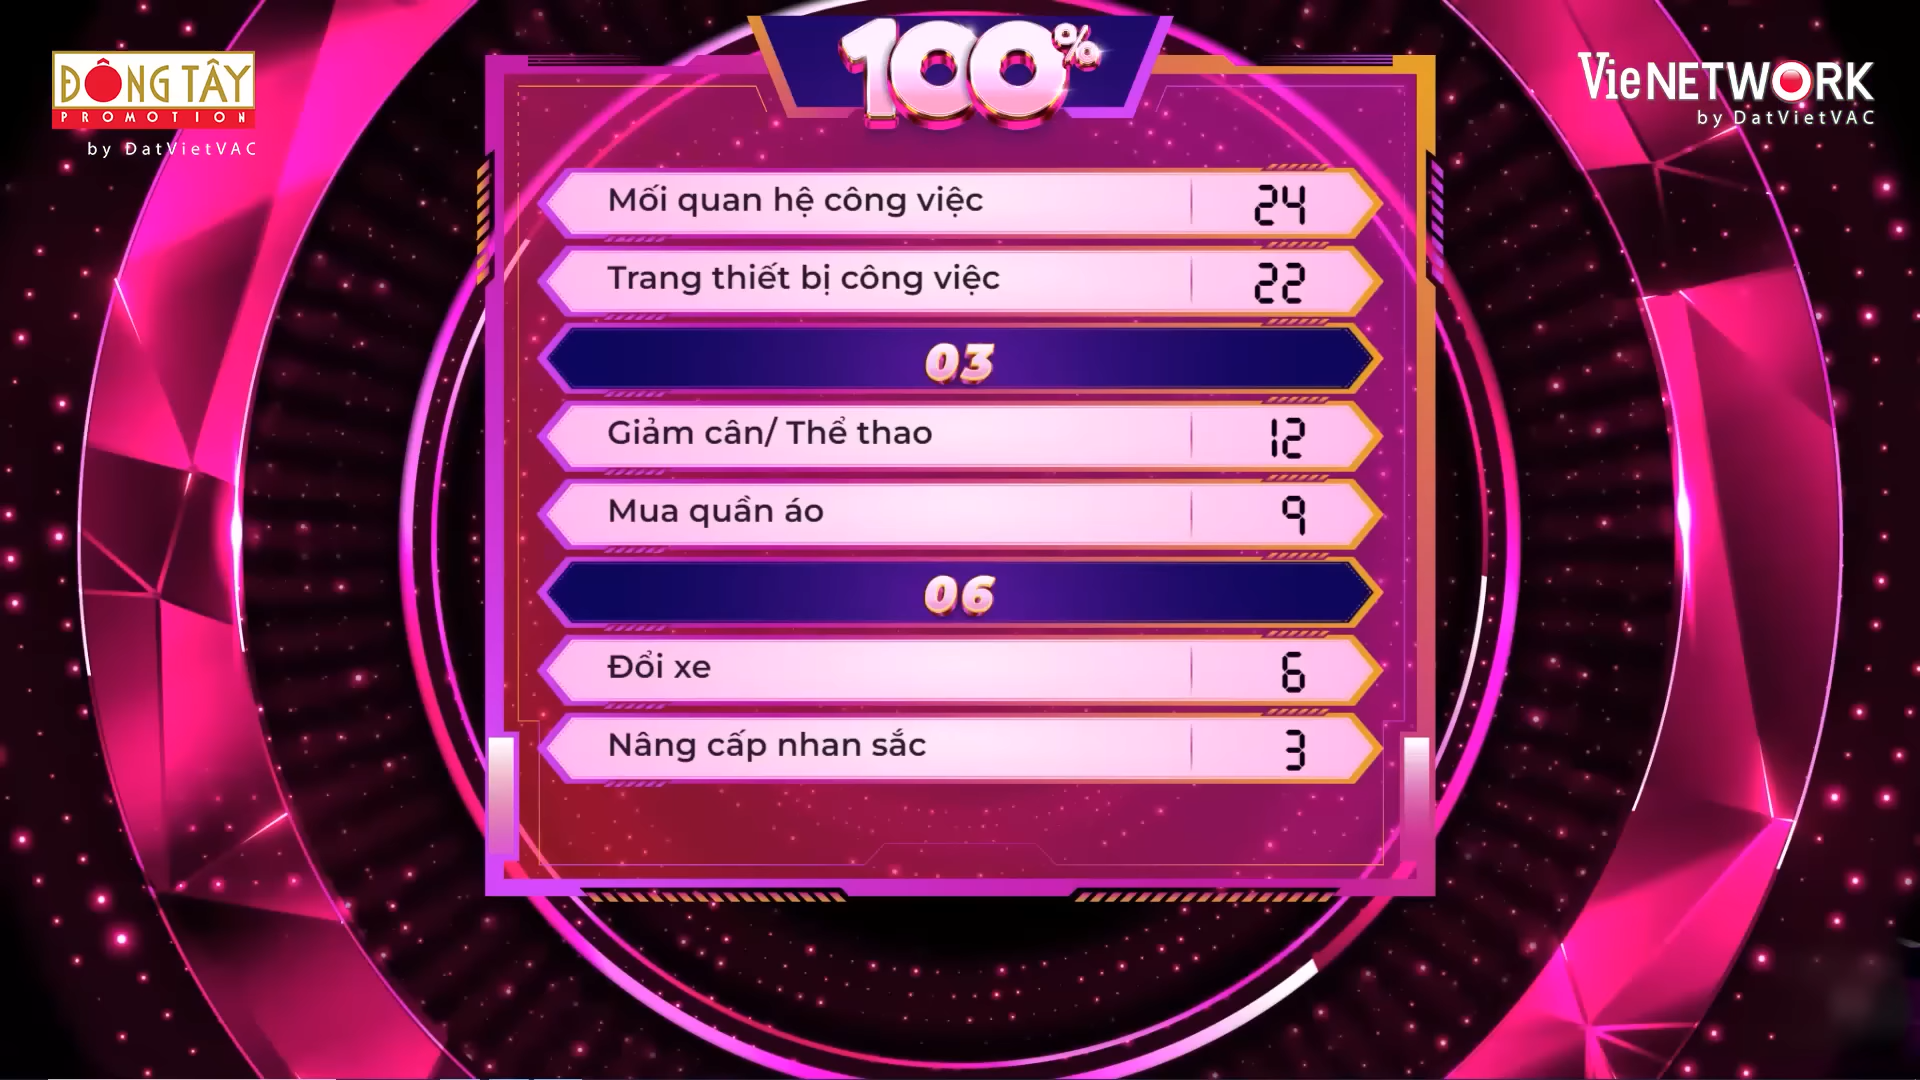 100%
ĐÔNG TÂY
PROMOTION
by DatVietVAC
VieNETWORK
by DatVietVAC
Mối quan hệ công việc 24
Trang thiết bị công việc 22
03
Giảm cân/ Thể thao 12
Mua quần áo 9
06
Đổi xe 6
Nâng cấp nhan sắc 3